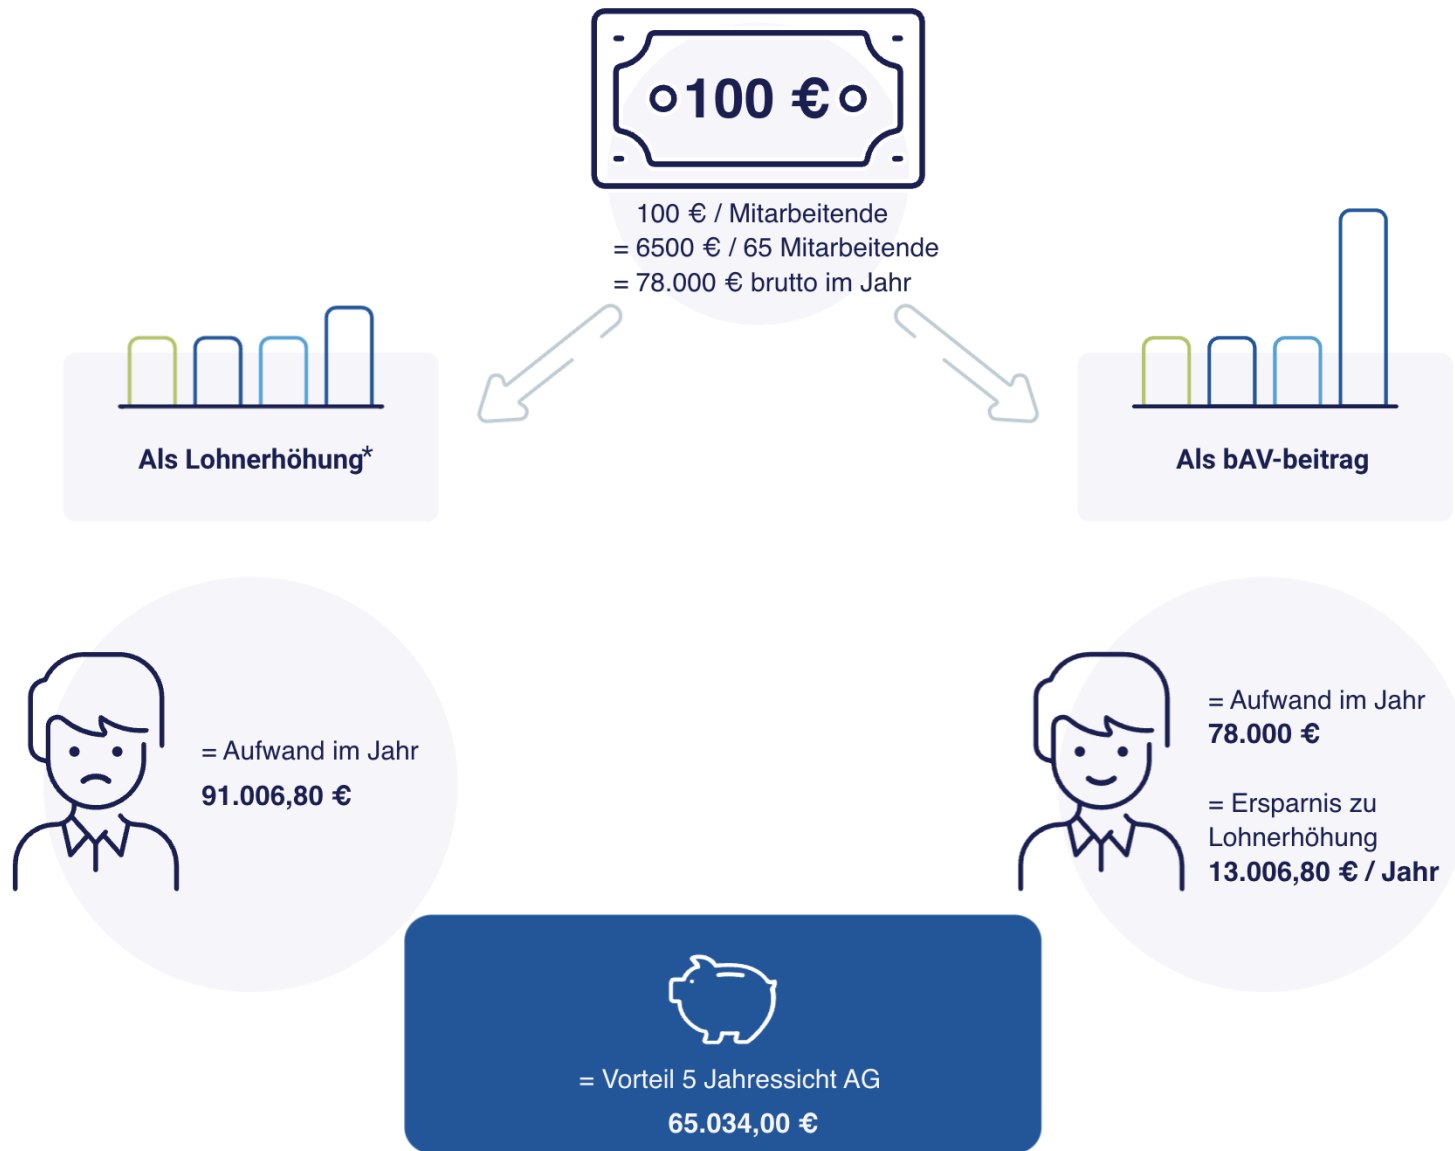 100 €
100 € / Mitarbeitende
= 6500 € / 65 Mitarbeitende
= 78.000 € brutto im Jahr
Als Lohnerhöhung*
Als bAV-beitrag
= Aufwand im Jahr
91.006,80 €
= Aufwand im Jahr
78.000 €
= Ersparnis zu
Lohnerhöhung
13.006,80 € / Jahr
= Vorteil 5 Jahressicht AG
65.034,00 €